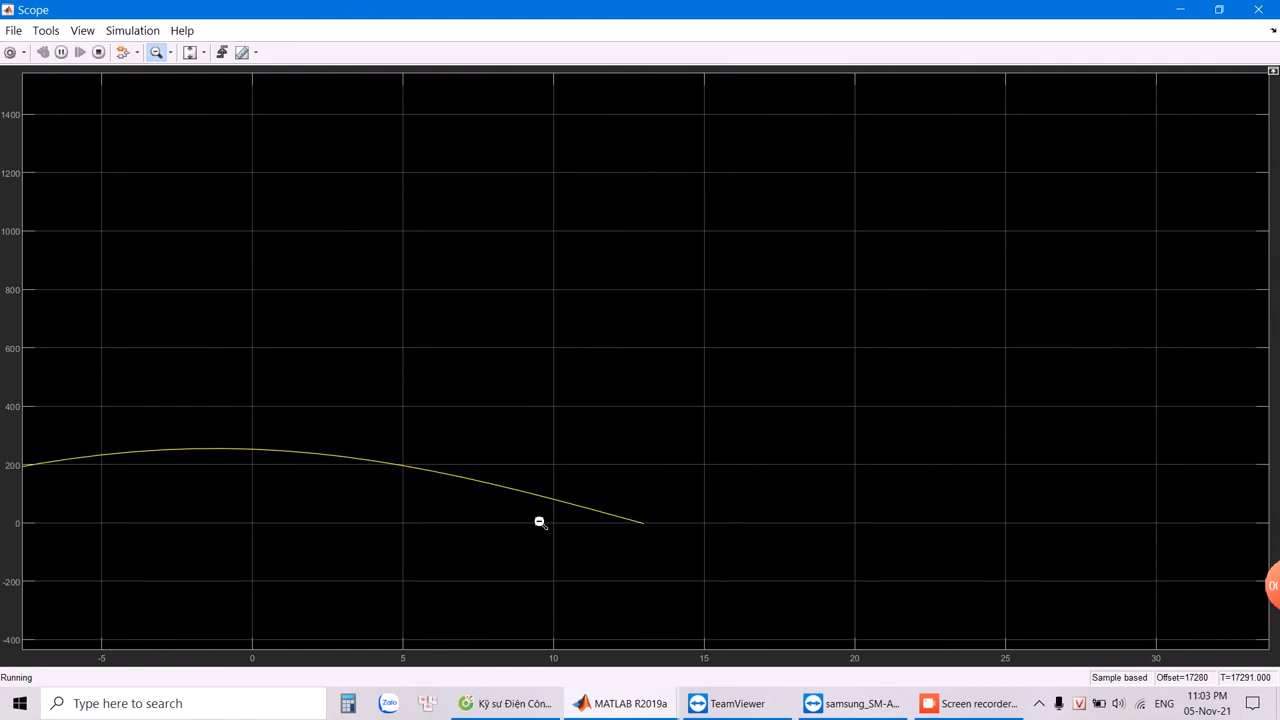 Scope
File Tools View Simulation Help
1400
1200
1000
800
600
400
200
0
-200
-400
-5 0 5 10 15 20 25 30
Running
Sample based Offset=17280 T=17291.000
Type here to search
Zalo
Kỹ sư Điện Côn...
MATLAB R2019a
TeamViewer
samsung_SM-A...
Screen recorder...
ENG
11:03 PM
05-Nov-21